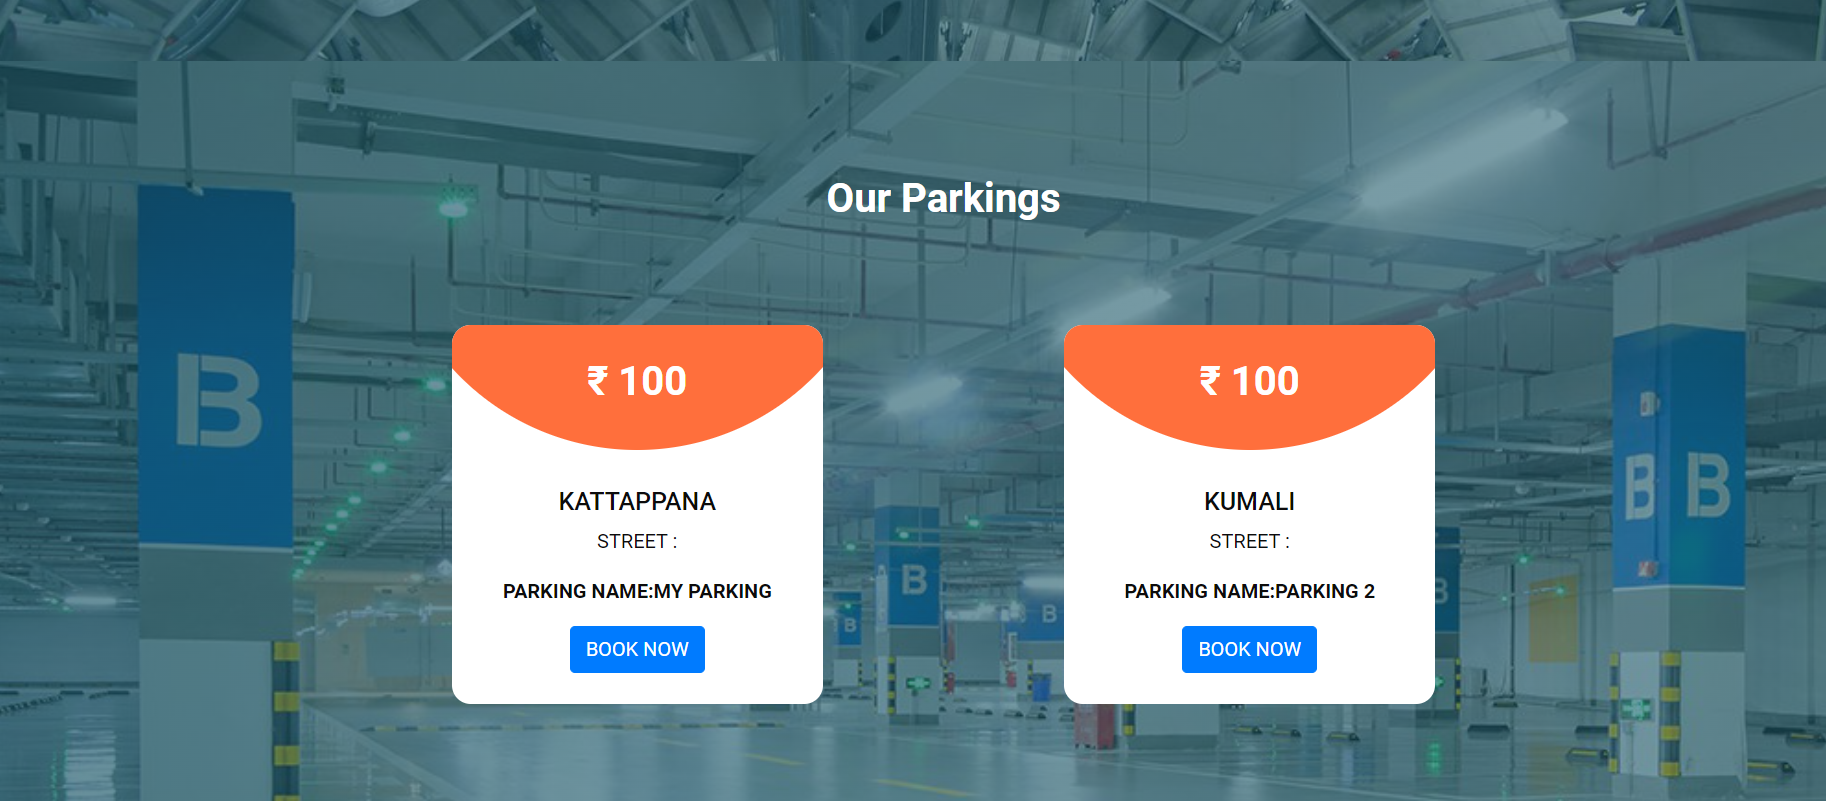 Our Parkings
₹ 100
KATTAPPANA
STREET :
PARKING NAME:MY PARKING
BOOK NOW
₹ 100
KUMALI
STREET :
PARKING NAME:PARKING 2
BOOK NOW
B
B
B
B
B
B
B